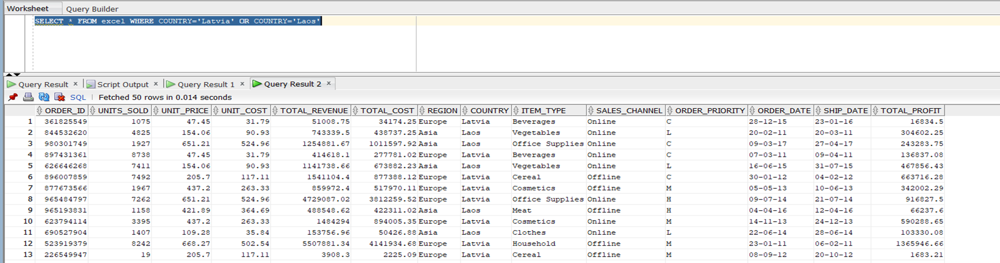 Worksheet Query Builder
SELECT * FROM excel WHERE COUNTRY='Latvia' OR COUNTRY='Laos'
Query Result × Script Output × Query Result 1 × Query Result 2 ×
SQL | Fetched 50 rows in 0.014 seconds
ORDER_ID UNITS_SOLD UNIT_PRICE UNIT_COST TOTAL_REVENUE TOTAL_COST REGION COUNTRY ITEM_TYPE SALES_CHANNEL ORDER_PRIORITY ORDER_DATE SHIP_DATE TOTAL_PROFIT
1 361825549 1075 47.45 31.79 51008.75 34174.25 Europe Latvia Beverages Online C 28-12-15 23-01-16 16834.5
2 844532620 4825 154.06 90.93 743339.5 438737.25 Asia Laos Vegetables Online L 20-02-11 20-03-11 304602.25
3 980301749 1927 651.21 524.96 1254881.67 1011597.92 Asia Laos Office Supplies Online C 09-03-17 27-04-17 243283.75
4 897431361 8738 47.45 31.79 414618.1 277781.02 Europe Latvia Beverages Online C 07-03-11 09-04-11 136837.08
5 626646268 7411 154.06 90.93 1141738.66 673882.23 Asia Laos Vegetables Online L 16-06-15 31-07-15 467856.43
6 896007859 7492 205.7 117.11 1541104.4 877388.12 Europe Latvia Cereal Offline C 30-01-12 04-02-12 663716.28
7 877673566 1967 437.2 263.33 859972.4 517970.11 Europe Latvia Cosmetics Offline M 05-05-13 10-06-13 342002.29
8 965484797 7262 651.21 524.96 4729087.02 3812259.52 Europe Latvia Office Supplies Online H 09-07-14 21-07-14 916827.5
9 965193831 1158 421.89 364.69 488548.62 422311.02 Asia Laos Meat Offline H 04-04-16 12-04-16 66237.6
10 623794114 3395 437.2 263.33 1484294 894005.35 Europe Latvia Cosmetics Online M 14-11-13 24-12-13 590288.65
11 690527904 1407 109.28 35.84 153756.96 50426.88 Asia Laos Clothes Online L 22-06-14 28-06-14 103330.08
12 523919379 8242 668.27 502.54 5507881.34 4141934.68 Europe Latvia Household Offline M 23-01-11 06-02-11 1365946.66
13 226549947 19 205.7 117.11 3908.3 2225.09 Europe Latvia Cereal Offline M 08-09-12 20-10-12 1683.21